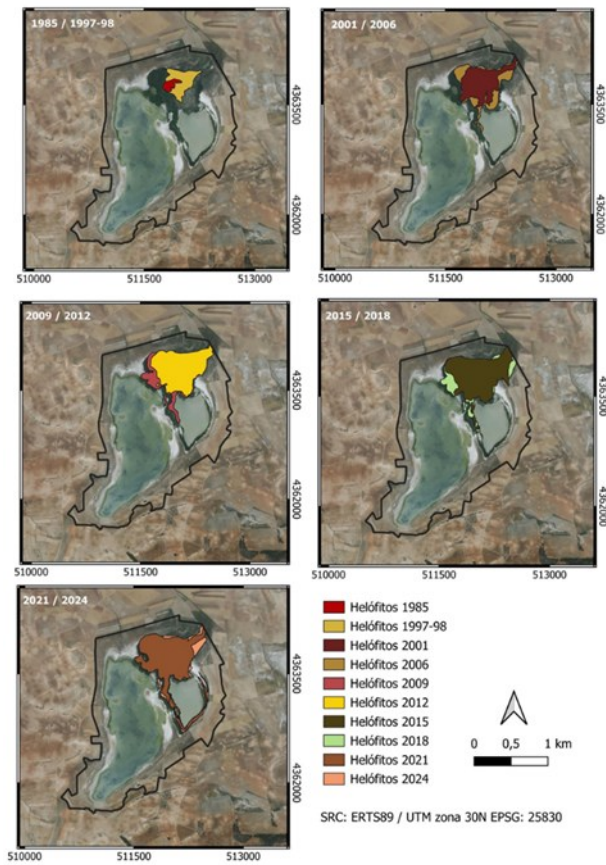 1985 / 1997-98
4363500
4362000
510000 511500 513000
2001 / 2006
4363500
4362000
510000 511500 513000
2009 / 2012
4363500
4362000
510000 511500 513000
2015 / 2018
4363500
4362000
510000 511500 513000
2021 / 2024
4363500
4362000
510000 511500 513000
Helófitos 1985
Helófitos 1997-98
Helófitos 2001
Helófitos 2006
Helófitos 2009
Helófitos 2012
Helófitos 2015
Helófitos 2018
Helófitos 2021
Helófitos 2024
0 0,5 1 km
SRC: ERTS89 / UTM zona 30N EPSG: 25830